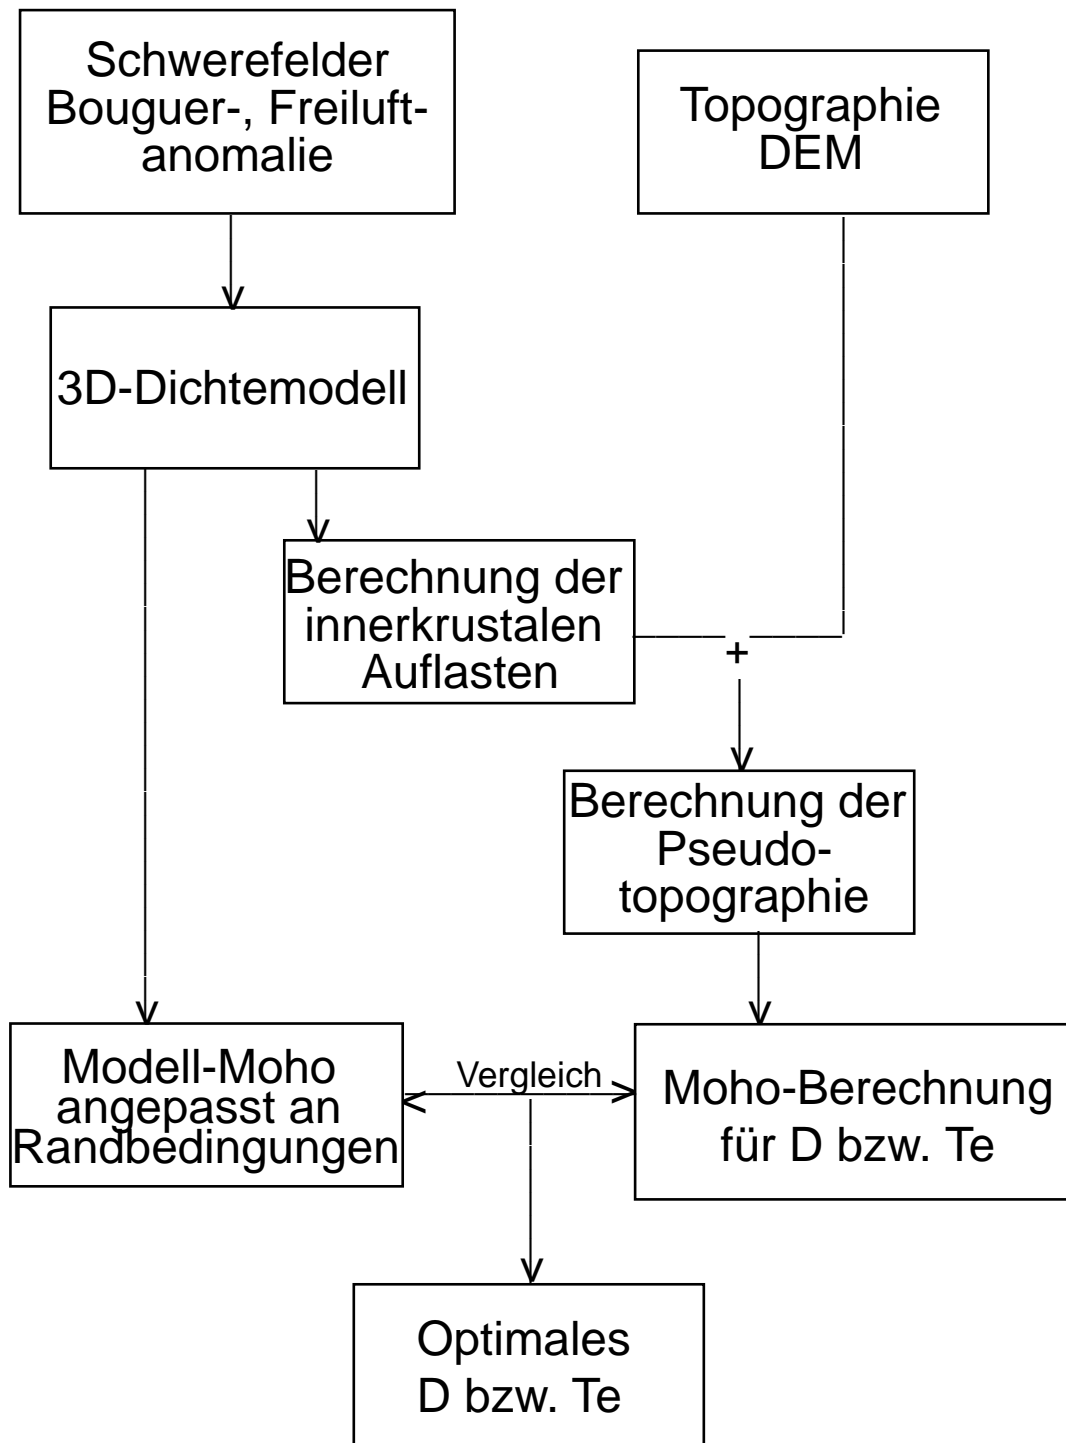 Schwerefelder
Bouguer-, Freiluft-
anomalie
Topographie
DEM
3D-Dichtemodell
Berechnung der
innerkrustalen
Auflasten
+
Berechnung der
Pseudo-
topographie
Modell-Moho
angepasst an
Randbedingungen
Vergleich
Moho-Berechnung
für D bzw. Te
Optimales
D bzw. Te